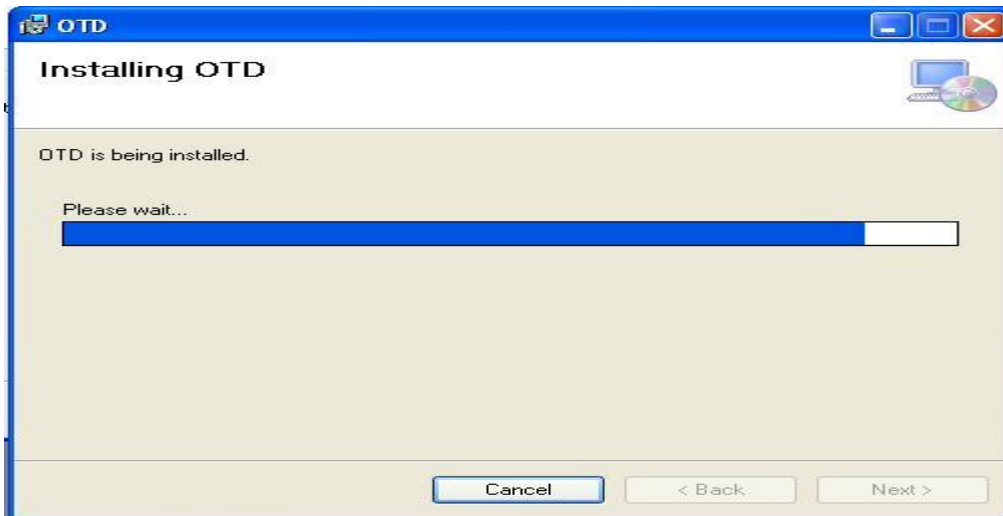 OTD
Installing OTD
OTD is being installed.
Please wait...
Cancel
< Back
Next >